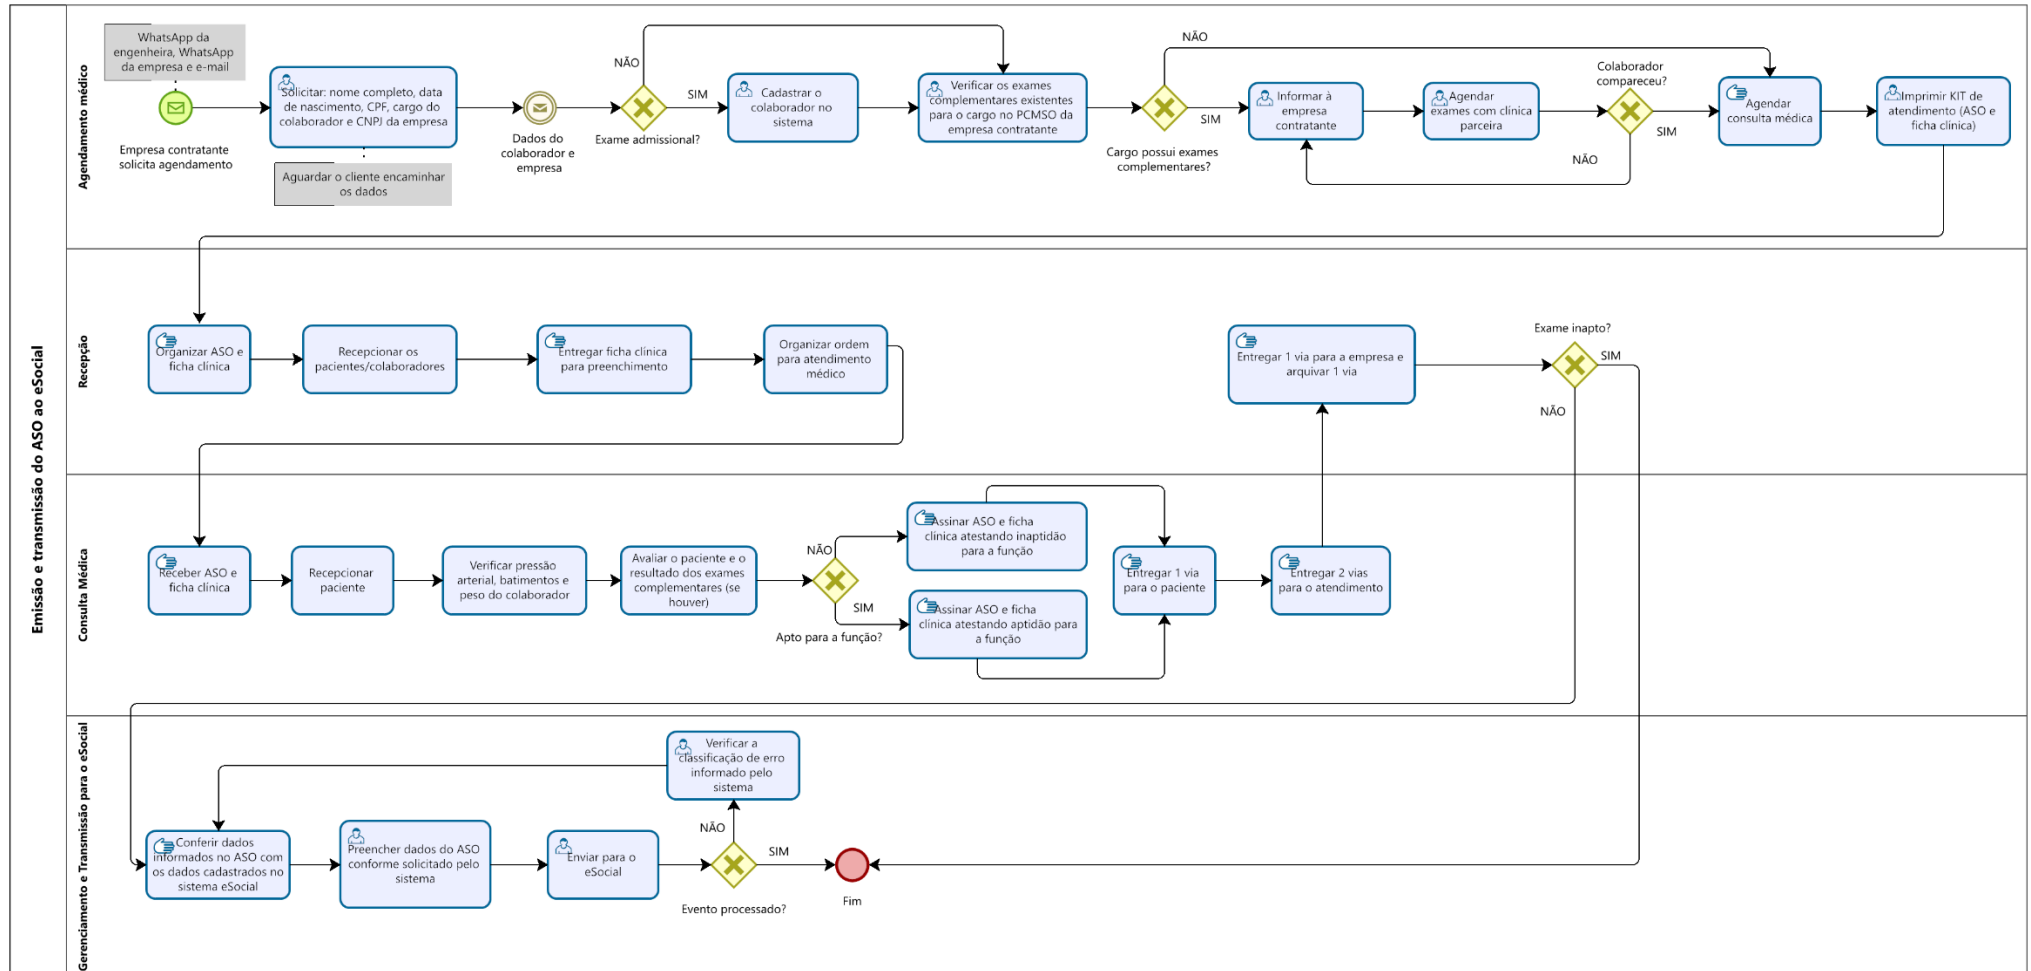 Emissão e transmissão do ASO ao eSocial
Agendamento médico
WhatsApp da
engenheira, WhatsApp
da empresa e e-mail
Empresa contratante
solicita agendamento
Solicitar: nome completo, data
de nascimento, CPF, cargo do
colaborador e CNPJ da empresa
Aguardar o cliente encaminhar
os dados
Dados do
colaborador e
empresa
NÃO
SIM
Exame admissional?
Cadastrar o
colaborador no
sistema
Verificar os exames
complementares existentes
para o cargo no PCMSO da
empresa contratante
NÃO
SIM
Cargo possui exames
complementares?
Informar à
empresa
contratante
Agendar
exames com clínica
parceira
Colaborador
compareceu?
SIM
NÃO
Agendar
consulta médica
Imprimir KIT de
atendimento (ASO e
ficha clínica)
Recepção
Organizar ASO e
ficha clínica
Recepcionar os
pacientes/colaboradores
Entregar ficha clínica
para preenchimento
Organizar ordem
para atendimento
médico
Entregar 1 via para a empresa e
arquivar 1 via
Exame inapto?
SIM
NÃO
Consulta Médica
Receber ASO e
ficha clínica
Recepcionar
paciente
Verificar pressão
arterial, batimentos e
peso do colaborador
Avaliar o paciente e o
resultado dos exames
complementares (se
houver)
NÃO
SIM
Apto para a função?
Assinar ASO e ficha
clínica atestando inaptidão
para a função
Assinar ASO e ficha
clínica atestando aptidão para
a função
Entregar 1 via
para o paciente
Entregar 2 vias
para o atendimento
Gerenciamento e Transmissão para o eSocial
Verificar a
classificação de erro
informado pelo
sistema
Conferir dados
informados no ASO com
os dados cadastrados no
sistema eSocial
Preencher dados do ASO
conforme solicitado pelo
sistema
Enviar para o
eSocial
NÃO
SIM
Evento processado?
Fim